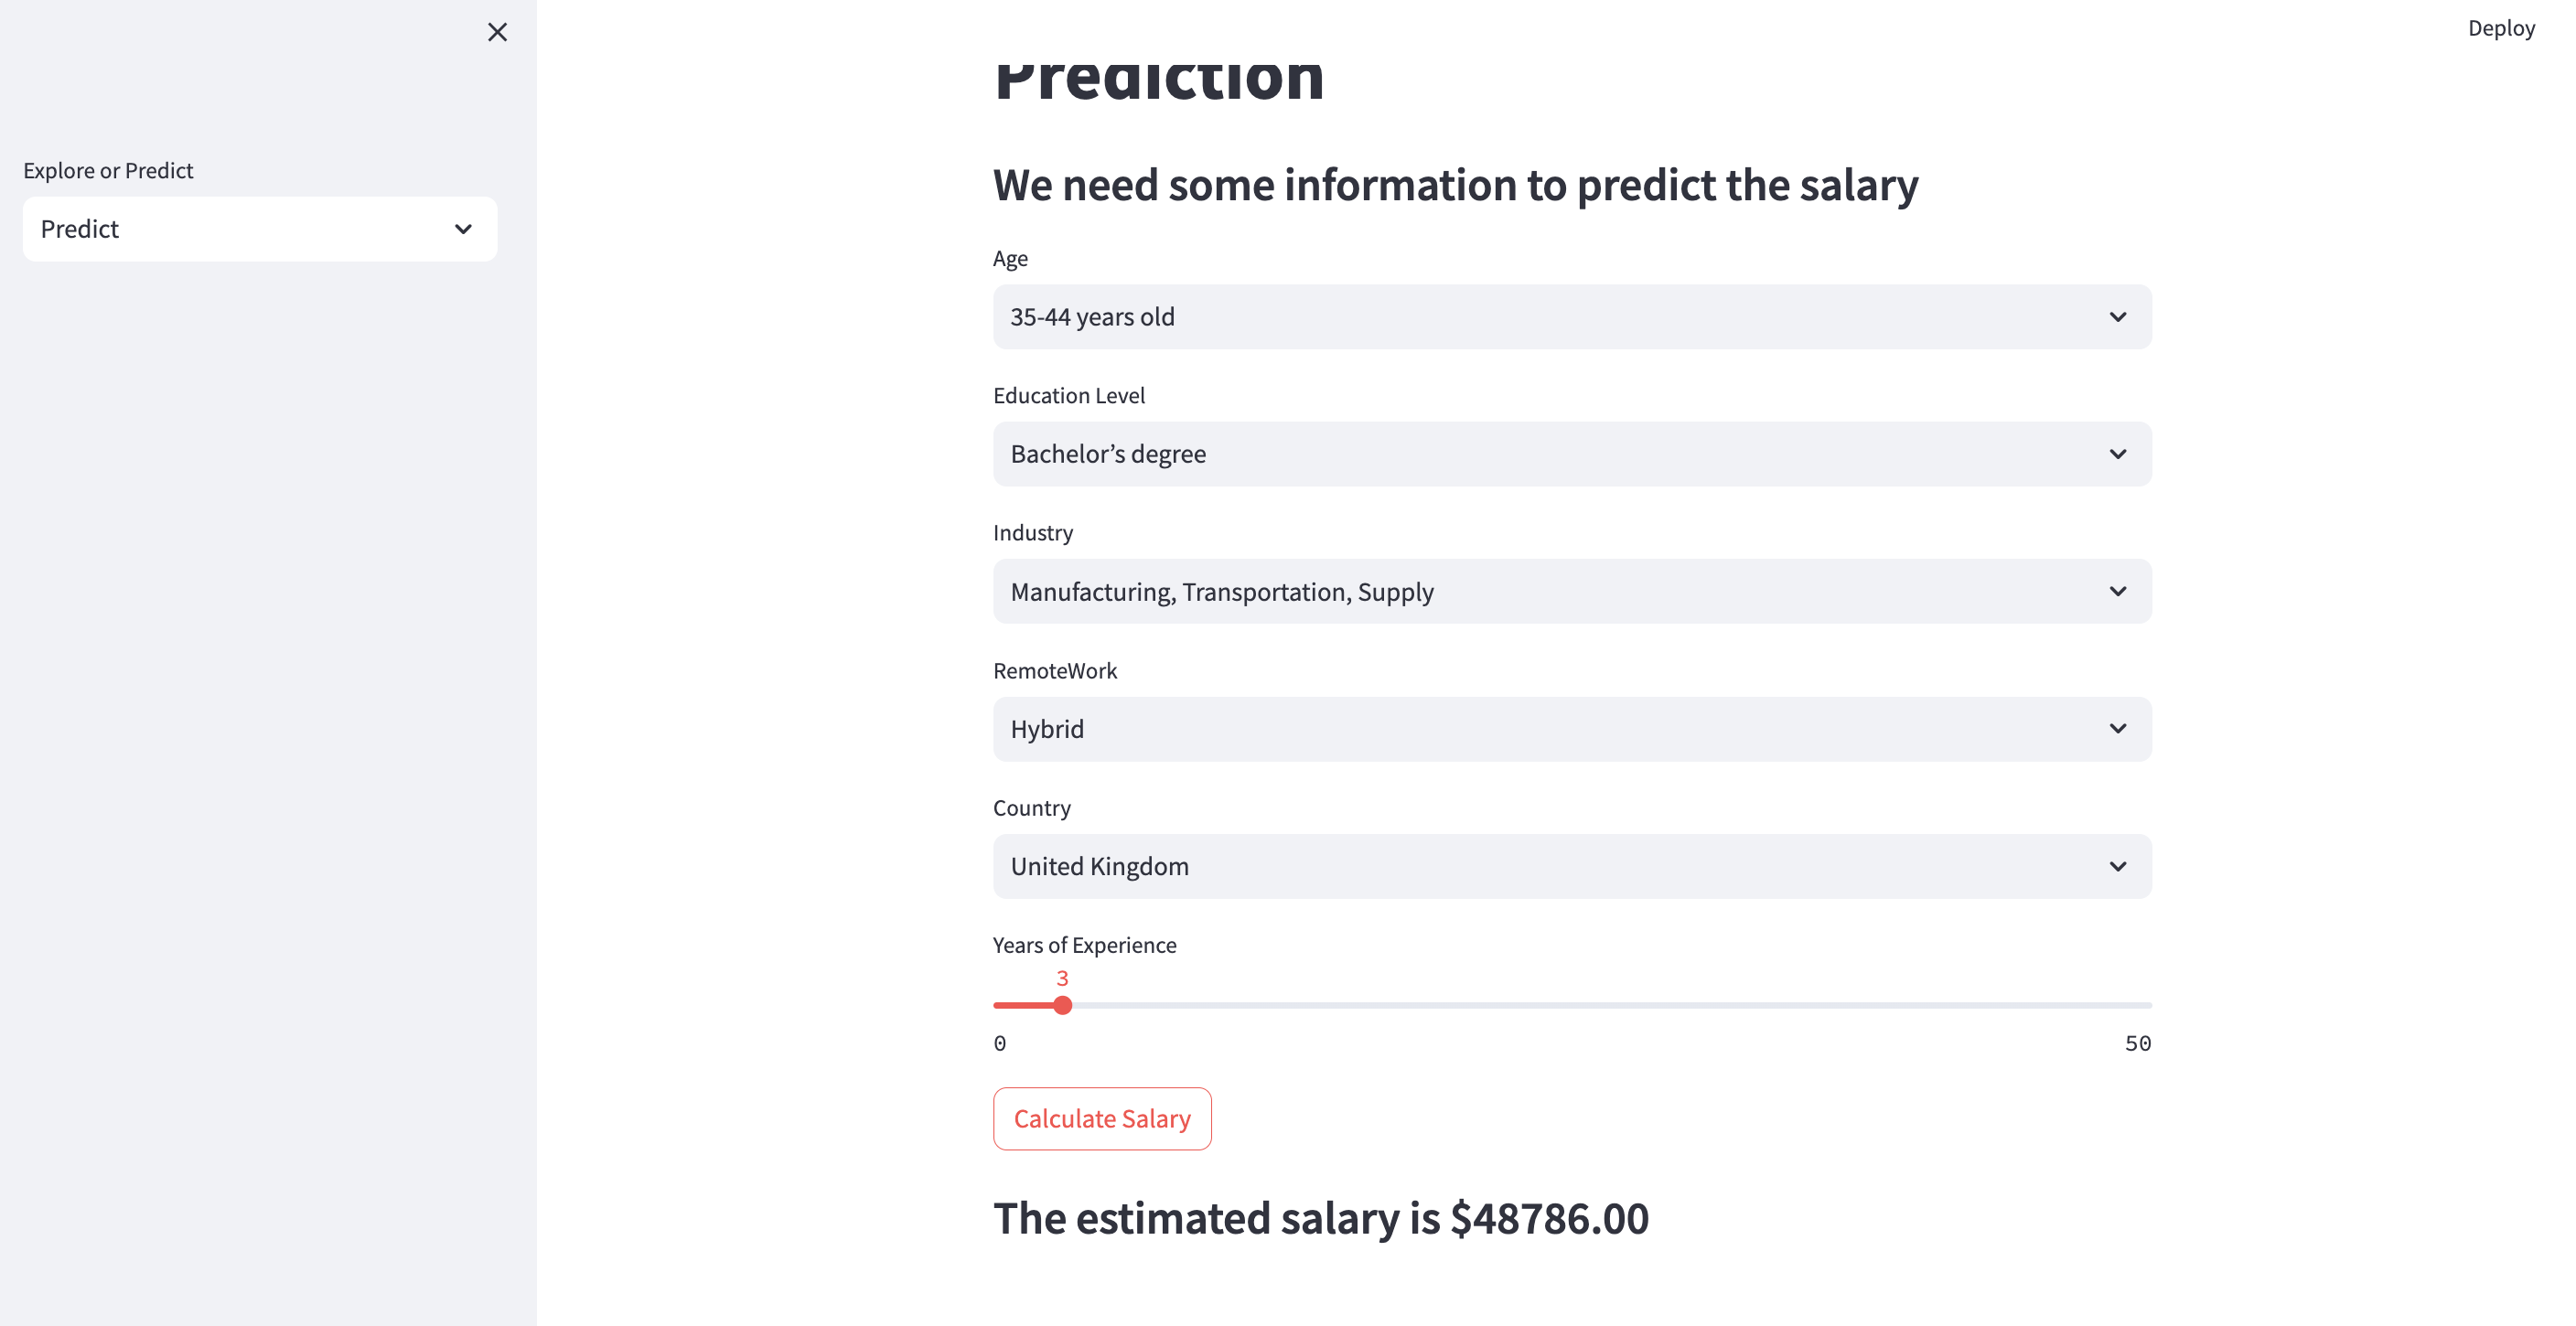 Deploy
Explore or Predict
Predict
Prediction
We need some information to predict the salary
Age
35-44 years old
Education Level
Bachelor’s degree
Industry
Manufacturing, Transportation, Supply
RemoteWork
Hybrid
Country
United Kingdom
Years of Experience
3
0 50
Calculate Salary
The estimated salary is $48786.00